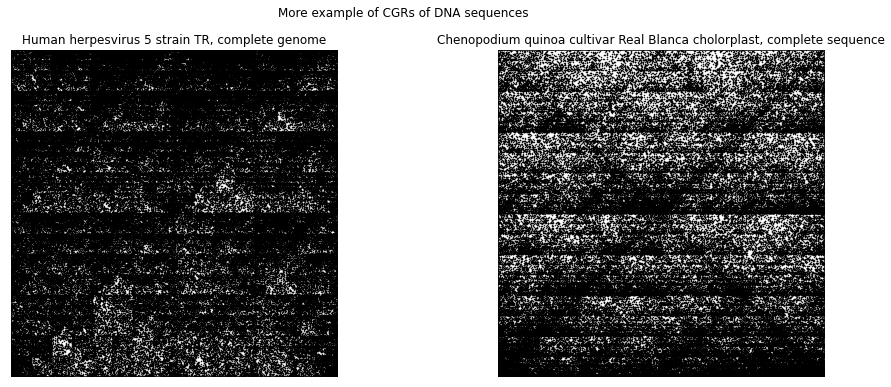 More example of CGRs of DNA sequences
Human herpesvirus 5 strain TR, complete genome
Chenopodium quinoa cultivar Real Blanca cholorplast, complete sequence